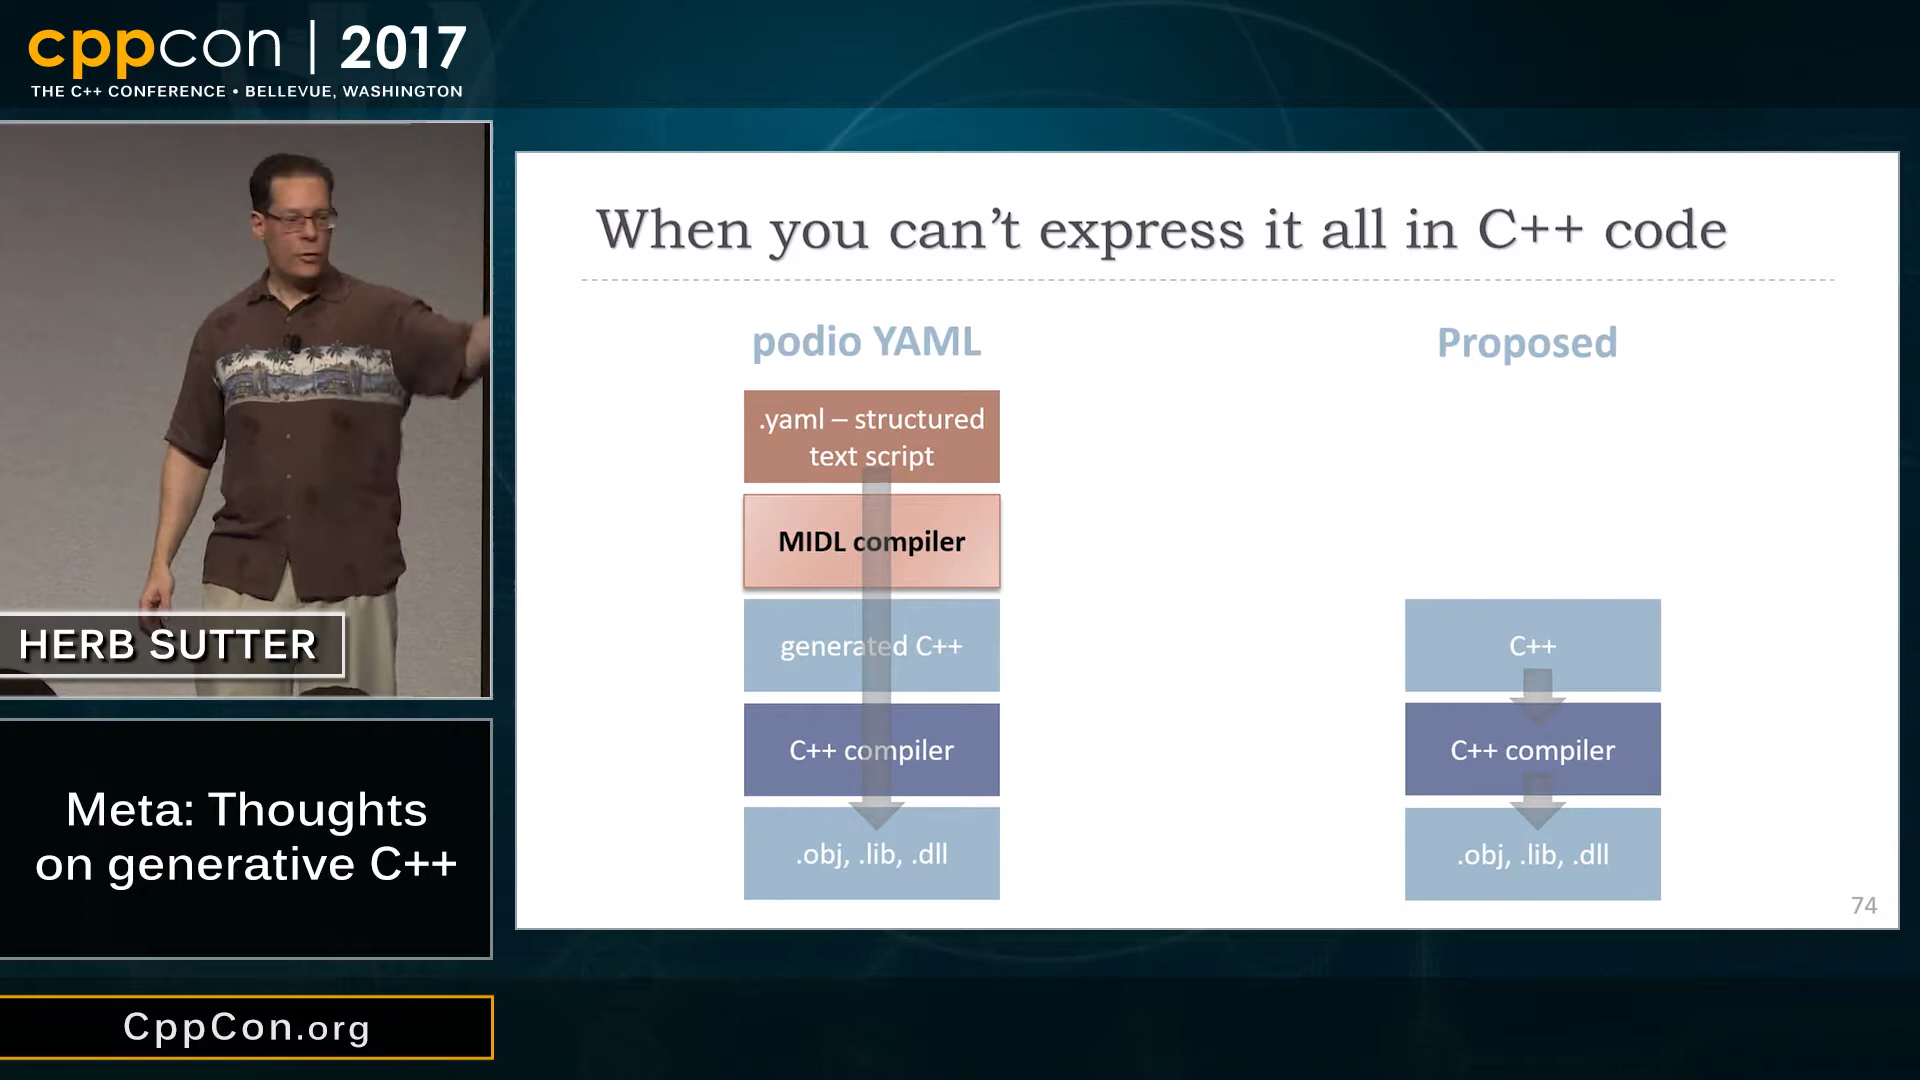 cppcon | 2017
THE C++ CONFERENCE • BELLEVUE, WASHINGTON
HERB SUTTER
Meta: Thoughts
on generative C++
CppCon.org
When you can’t express it all in C++ code
podio YAML
.yaml – structured
text script
MIDL compiler
generated C++
C++ compiler
.obj, .lib, .dll
Proposed
C++
C++ compiler
.obj, .lib, .dll
74